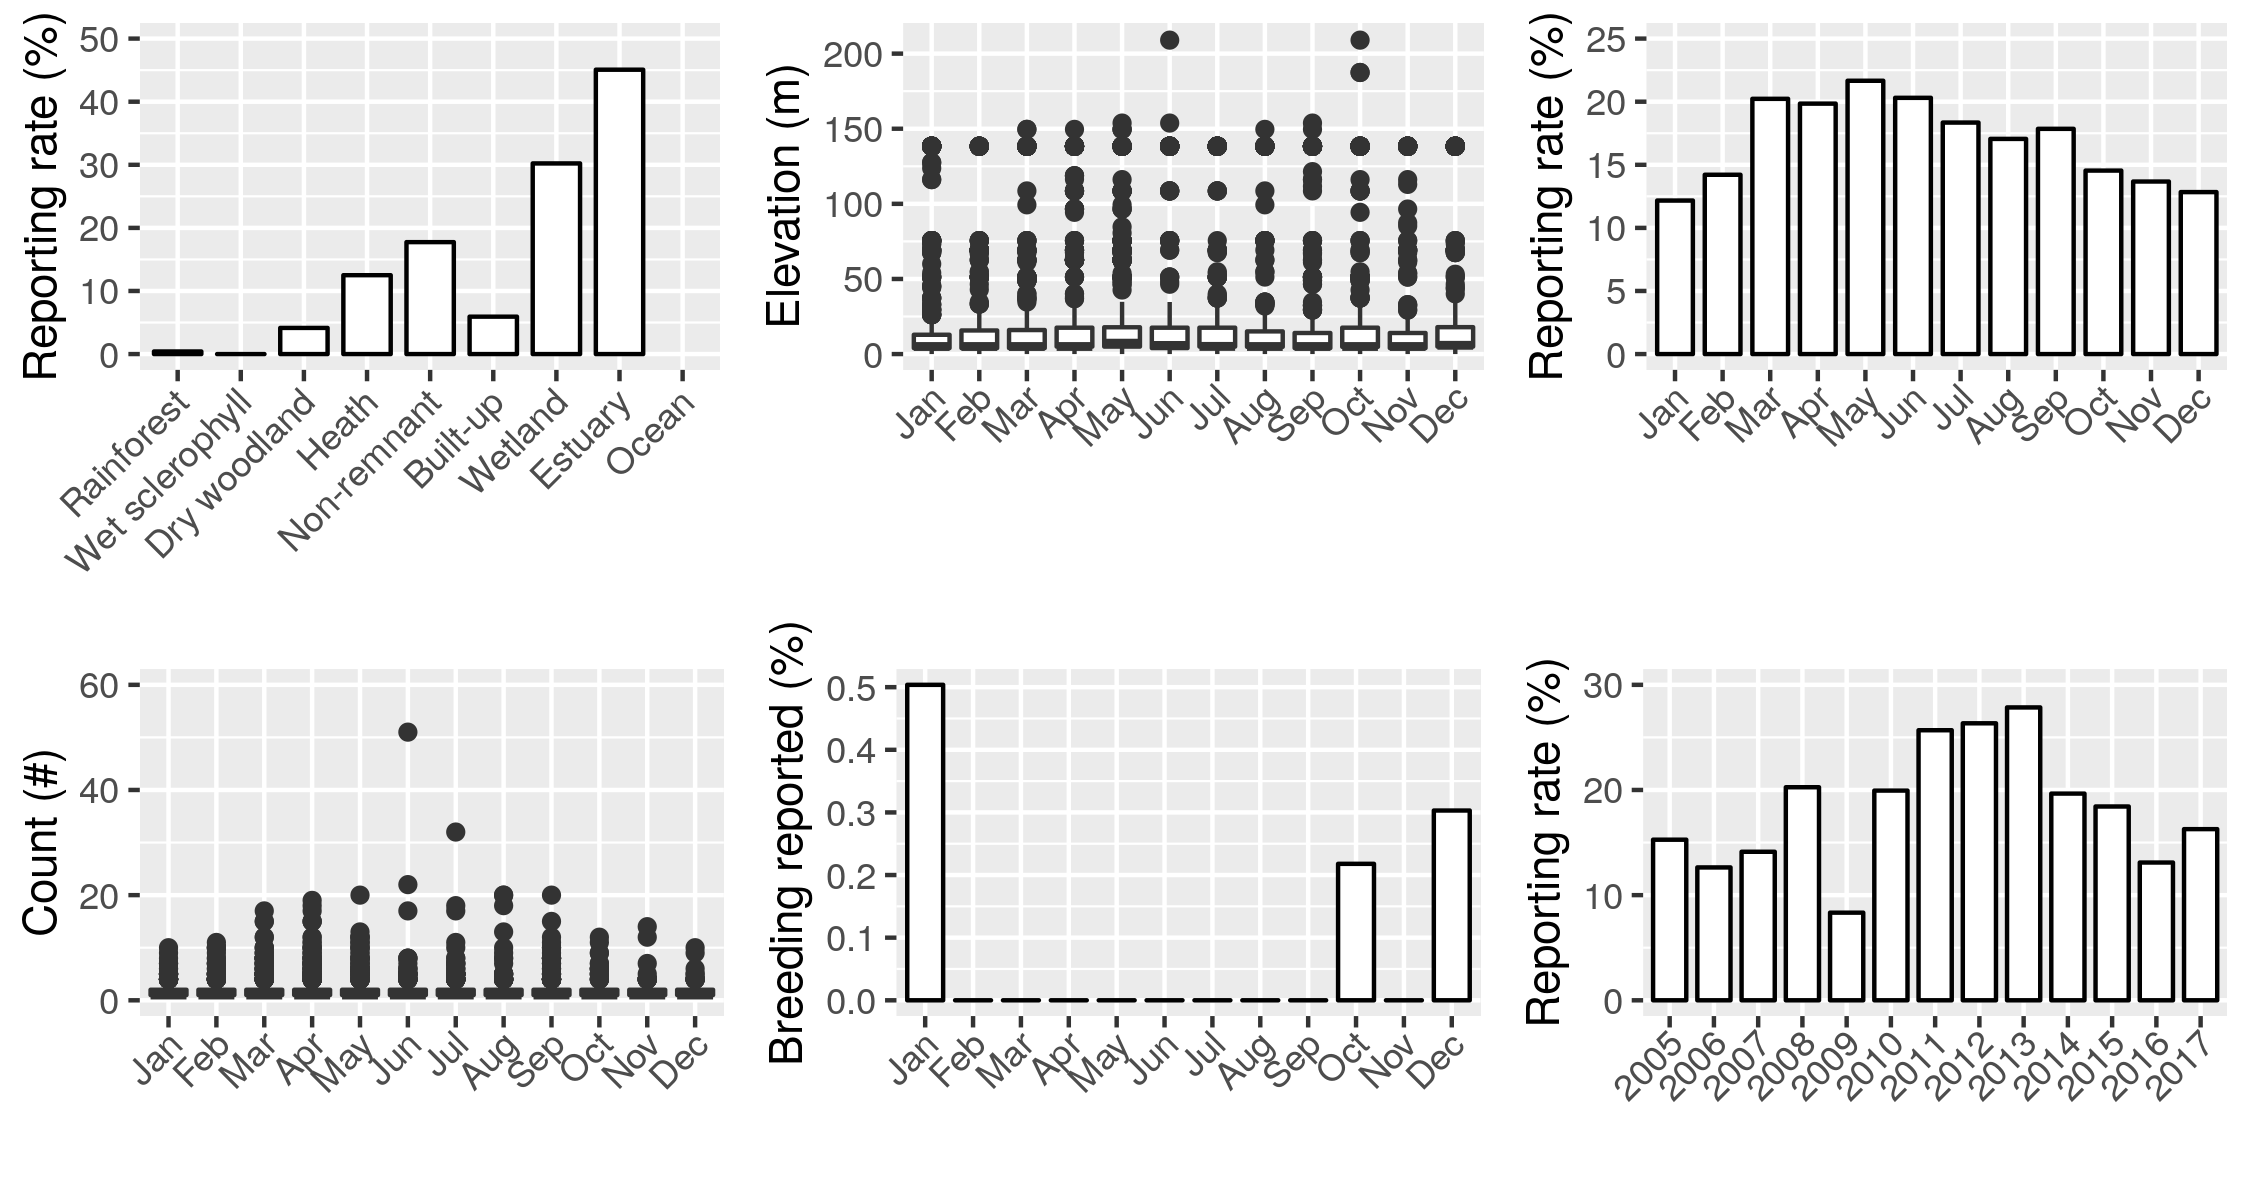 Reporting rate (%)
50
40
30
20
10
0
Rainforest
Wet sclerophyll
Dry woodland
Heath
Non-remnant
Built-up
Wetland
Estuary
Ocean
Elevation (m)
200
150
100
50
0
Jan
Feb
Mar
Apr
May
Jun
Jul
Aug
Sep
Oct
Nov
Dec
Reporting rate (%)
25
20
15
10
5
0
Jan
Feb
Mar
Apr
May
Jun
Jul
Aug
Sep
Oct
Nov
Dec
Count (#)
60
40
20
0
Jan
Feb
Mar
Apr
May
Jun
Jul
Aug
Sep
Oct
Nov
Dec
Breeding reported (%)
0.5
0.4
0.3
0.2
0.1
0.0
Jan
Feb
Mar
Apr
May
Jun
Jul
Aug
Sep
Oct
Nov
Dec
Reporting rate (%)
30
20
10
0
2005
2006
2007
2008
2009
2010
2011
2012
2013
2014
2015
2016
2017